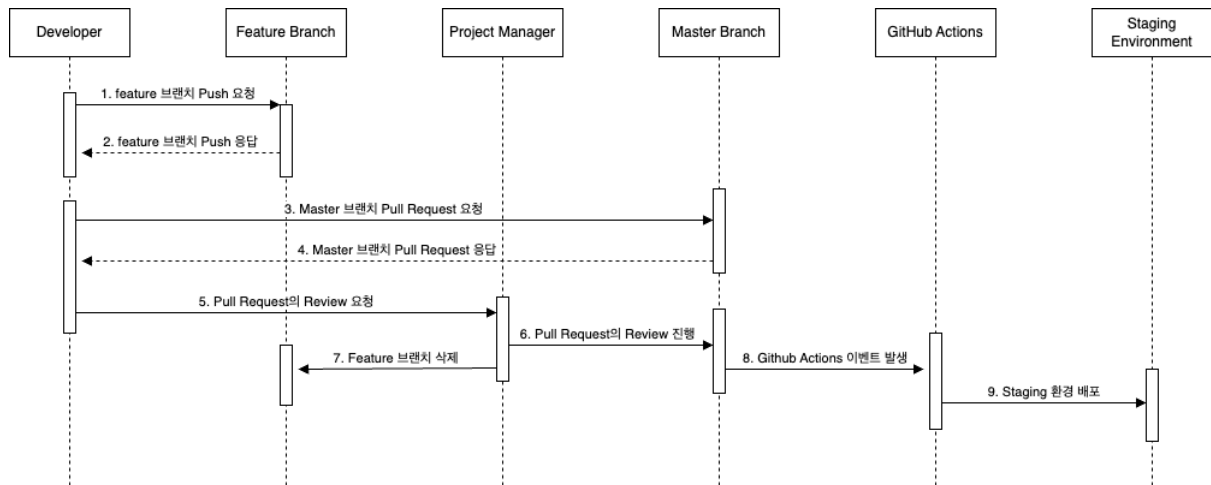 Developer
Feature Branch
Project Manager
Master Branch
GitHub Actions
Staging
Environment
1. feature 브랜치 Push 요청
2. feature 브랜치 Push 응답
3. Master 브랜치 Pull Request 요청
4. Master 브랜치 Pull Request 응답
5. Pull Request의 Review 요청
6. Pull Request의 Review 진행
7. Feature 브랜치 삭제
8. Github Actions 이벤트 발생
9. Staging 환경 배포